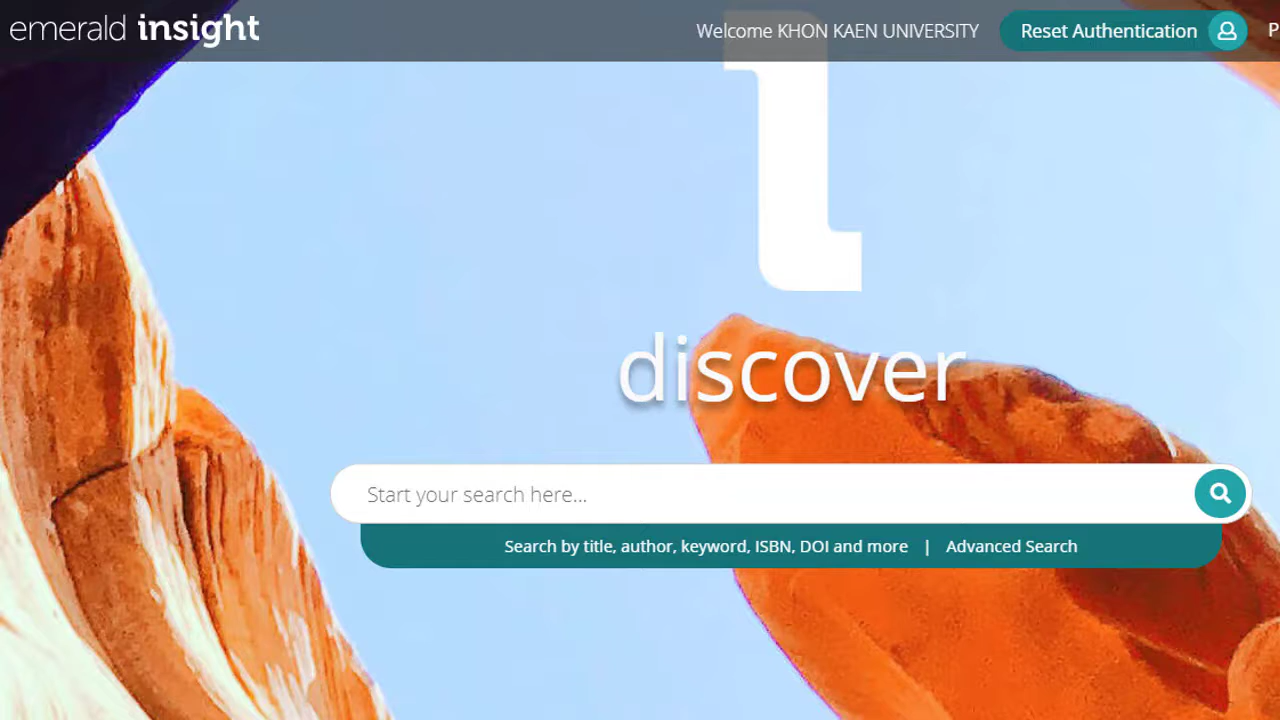 emerald insight
Welcome KHON KAEN UNIVERSITY
Reset Authentication
P
discover
Start your search here...
Search by title, author, keyword, ISBN, DOI and more | Advanced Search